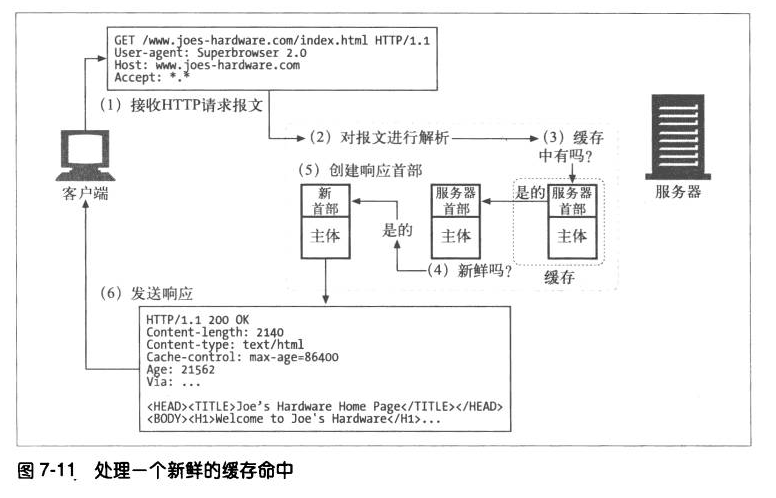 GET /www.joes-hardware.com/index.html HTTP/1.1
User-agent: Superbrowser 2.0
Host: www.joes-hardware.com
Accept: *.*
(1) 接收HTTP请求报文
(2) 对报文进行解析
(3) 缓存
中有吗?
客户端
服务器
(5) 创建响应首部
新
首部
主体
是的
服务器
首部
主体
是的
服务器
首部
主体
(4) 新鲜吗?
缓存
(6) 发送响应
HTTP/1.1 200 OK
Content-length: 2140
Content-type: text/html
Cache-control: max-age=86400
Age: 21562
Via: ...
<HEAD><TITLE>Joe's Hardware Home Page</TITLE></HEAD>
<BODY><H1>Welcome to Joe's Hardware</H1>...
图 7-11 处理一个新鲜的缓存命中